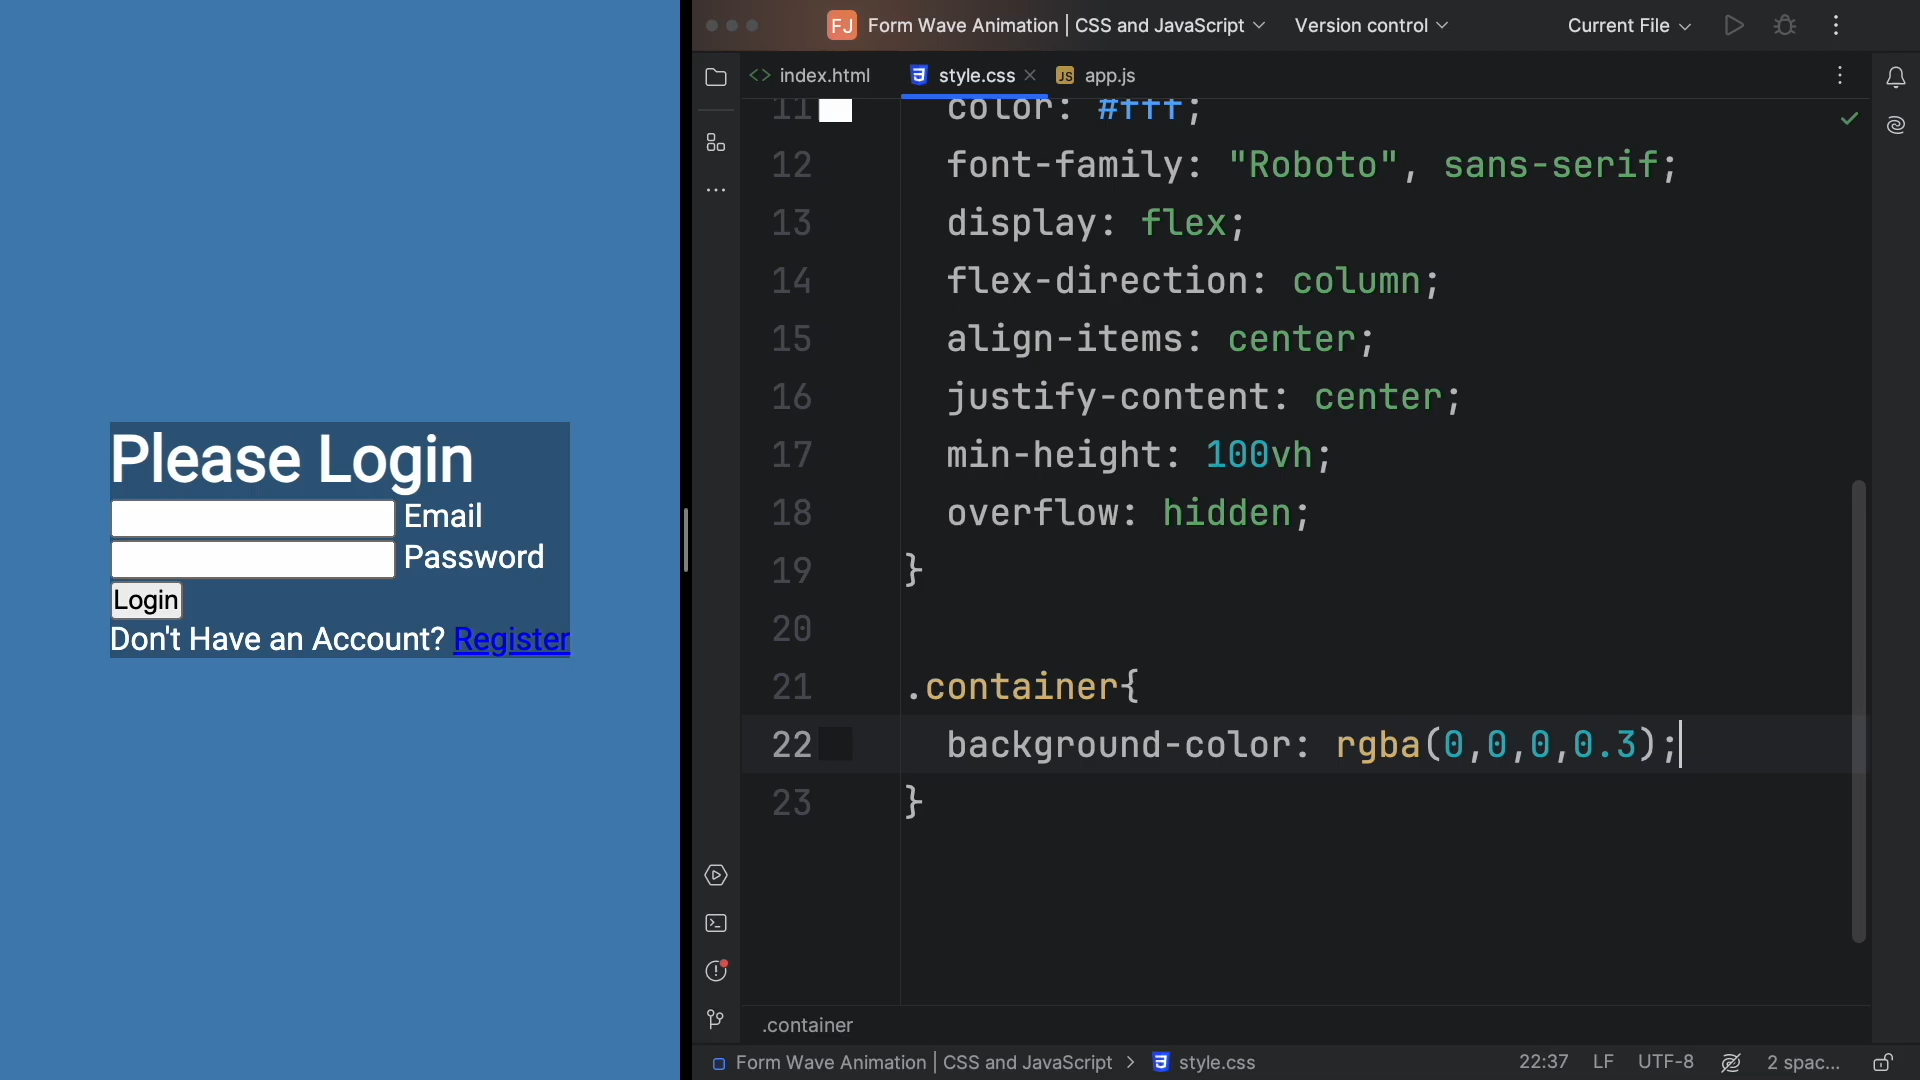 Please Login
Email
Password
Login
Don't Have an Account? Register
FJ Form Wave Animation | CSS and JavaScript Version control Current File
index.html style.css JS app.js
11 color: #fff;
12 font-family: "Roboto", sans-serif;
13 display: flex;
14 flex-direction: column;
15 align-items: center;
16 justify-content: center;
17 min-height: 100vh;
18 overflow: hidden;
19 }
20
21 .container{
22 background-color: rgba(0,0,0,0.3);
23 }
.container
Form Wave Animation | CSS and JavaScript > style.css 22:37 LF UTF-8 2 spac...